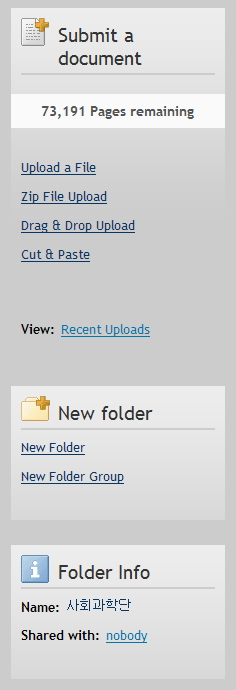 Submit a
document
73,191 Pages remaining
Upload a File
Zip File Upload
Drag & Drop Upload
Cut & Paste
View: Recent Uploads
New folder
New Folder
New Folder Group
Folder Info
Name: 사회과학단
Shared with: nobody